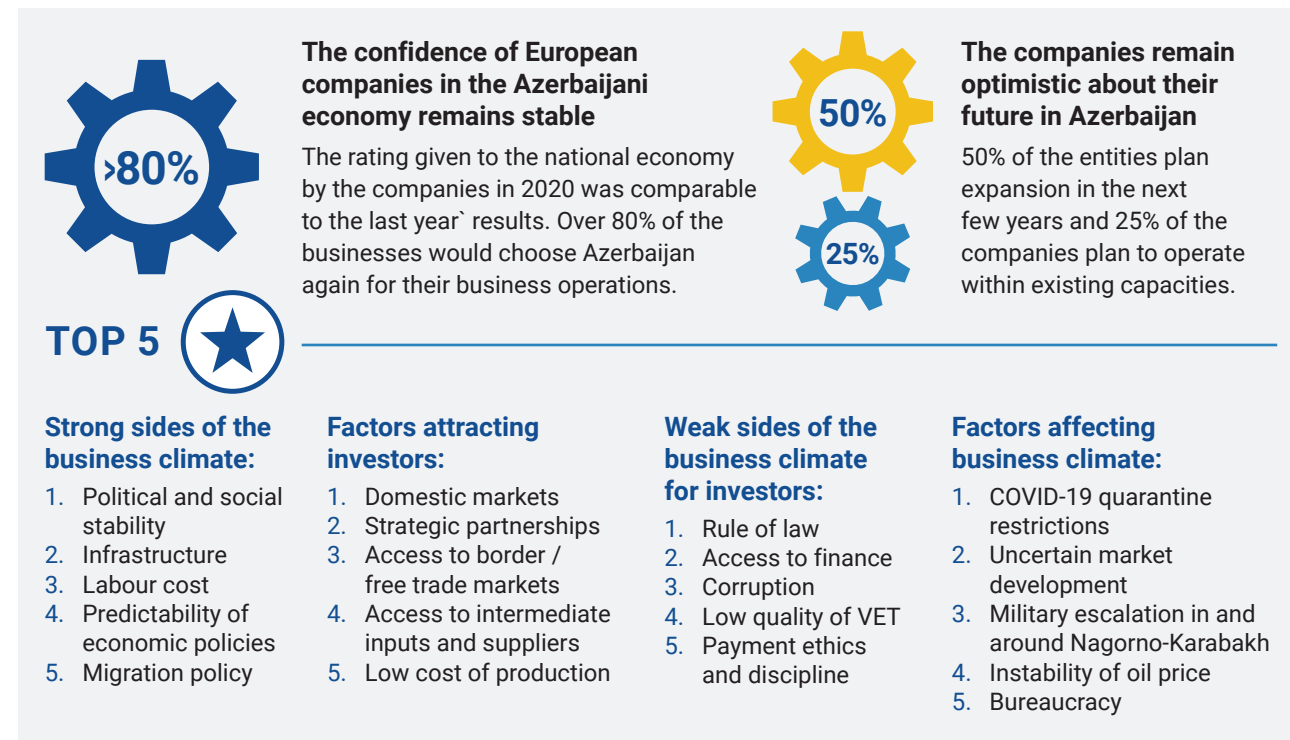 >80%
The confidence of European
companies in the Azerbaijani
economy remains stable
The rating given to the national economy
by the companies in 2020 was comparable
to the last year` results. Over 80% of the
businesses would choose Azerbaijan
again for their business operations.
50%
25%
The companies remain
optimistic about their
future in Azerbaijan
50% of the entities plan
expansion in the next
few years and 25% of the
companies plan to operate
within existing capacities.
TOP 5
Strong sides of the
business climate:
1. Political and social
stability
2. Infrastructure
3. Labour cost
4. Predictability of
economic policies
5. Migration policy
Factors attracting
investors:
1. Domestic markets
2. Strategic partnerships
3. Access to border /
free trade markets
4. Access to intermediate
inputs and suppliers
5. Low cost of production
Weak sides of the
business climate
for investors:
1. Rule of law
2. Access to finance
3. Corruption
4. Low quality of VET
5. Payment ethics
and discipline
Factors affecting
business climate:
1. COVID-19 quarantine
restrictions
2. Uncertain market
development
3. Military escalation in and
around Nagorno-Karabakh
4. Instability of oil price
5. Bureaucracy